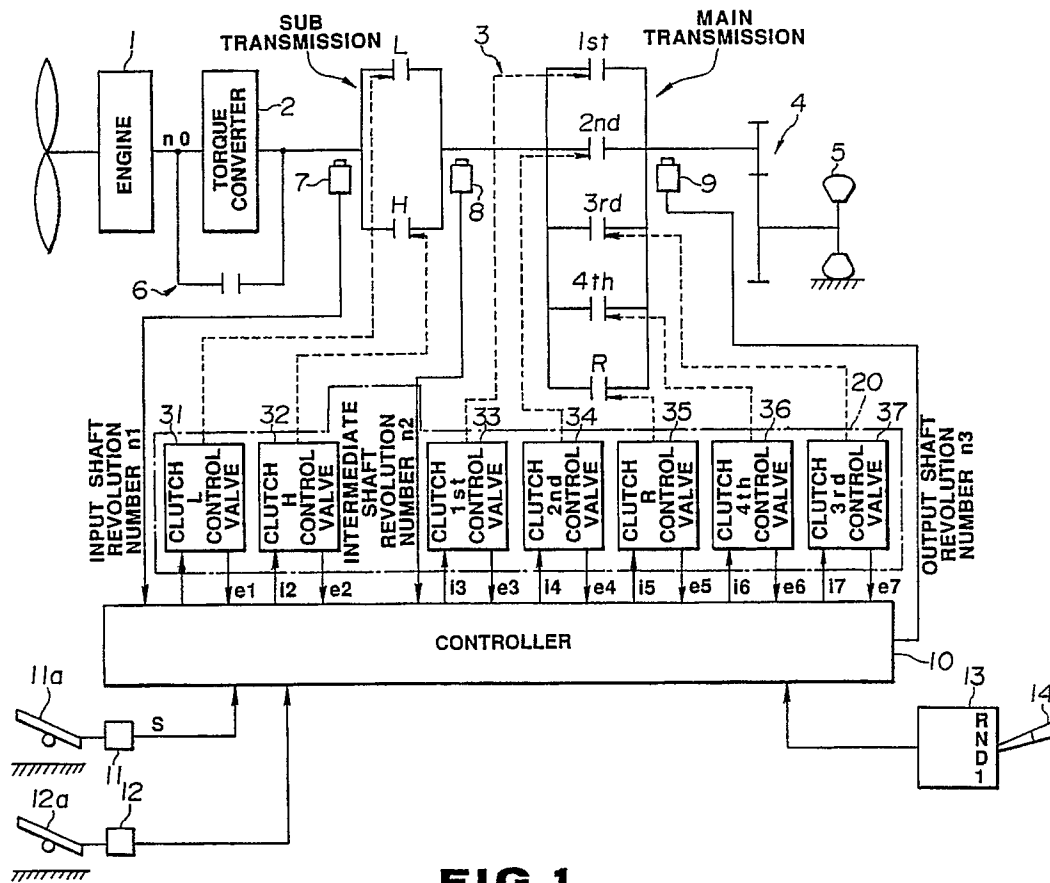 SUB
TRANSMISSION
MAIN
TRANSMISSION
1
ENGINE
n0
2
TORQUE
CONVERTER
6
7
L
H
8
3
1st
2nd
3rd
4th
R
9
4
5
INPUT SHAFT
REVOLUTION
NUMBER n1
31
CLUTCH
L
CONTROL
VALVE
32
CLUTCH
H
CONTROL
VALVE
INTERMEDIATE
SHAFT
REVOLUTION
NUMBER n2
33
CLUTCH
1st
CONTROL
VALVE
34
CLUTCH
2nd
CONTROL
VALVE
35
CLUTCH
R
CONTROL
VALVE
36
CLUTCH
4th
CONTROL
VALVE
20
37
CLUTCH
3rd
CONTROL
VALVE
OUTPUT SHAFT
REVOLUTION
NUMBER n3
e1
i2
e2
i3
e3
i4
e4
i5
e5
i6
e6
i7
e7
CONTROLLER
10
11a
S
11
12a
12
13
R
N
D
1
14
FIG.1